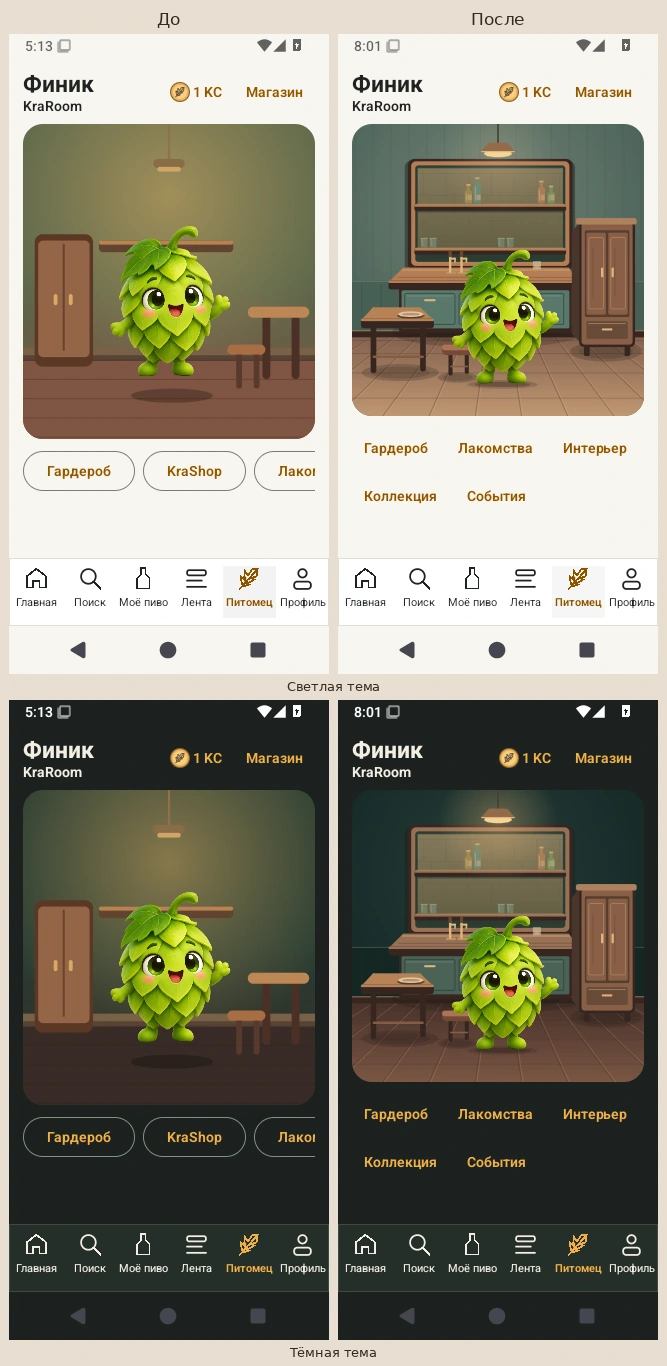 До
После
5:13
Финик
KraRoom
1 КС
Магазин
Гардероб
KraShop
Лаком
Главная
Поиск
Моё пиво
Лента
Питомец
Профиль
8:01
Финик
KraRoom
1 КС
Магазин
Гардероб
Лакомства
Интерьер
Коллекция
События
Главная
Поиск
Моё пиво
Лента
Питомец
Профиль
Светлая тема
5:13
Финик
KraRoom
1 КС
Магазин
Гардероб
KraShop
Лаком
Главная
Поиск
Моё пиво
Лента
Питомец
Профиль
8:01
Финик
KraRoom
1 КС
Магазин
Гардероб
Лакомства
Интерьер
Коллекция
События
Главная
Поиск
Моё пиво
Лента
Питомец
Профиль
Тёмная тема